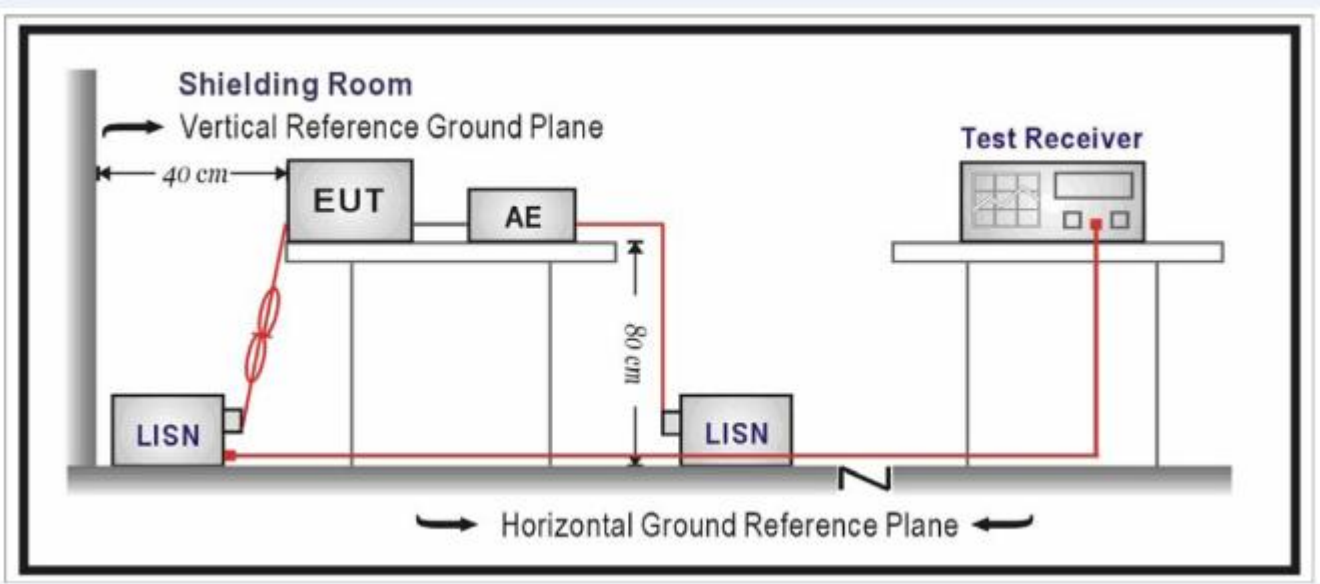 Shielding Room
Vertical Reference Ground Plane
Test Receiver
40 cm
EUT
AE
80 cm
LISN
LISN
Horizontal Ground Reference Plane